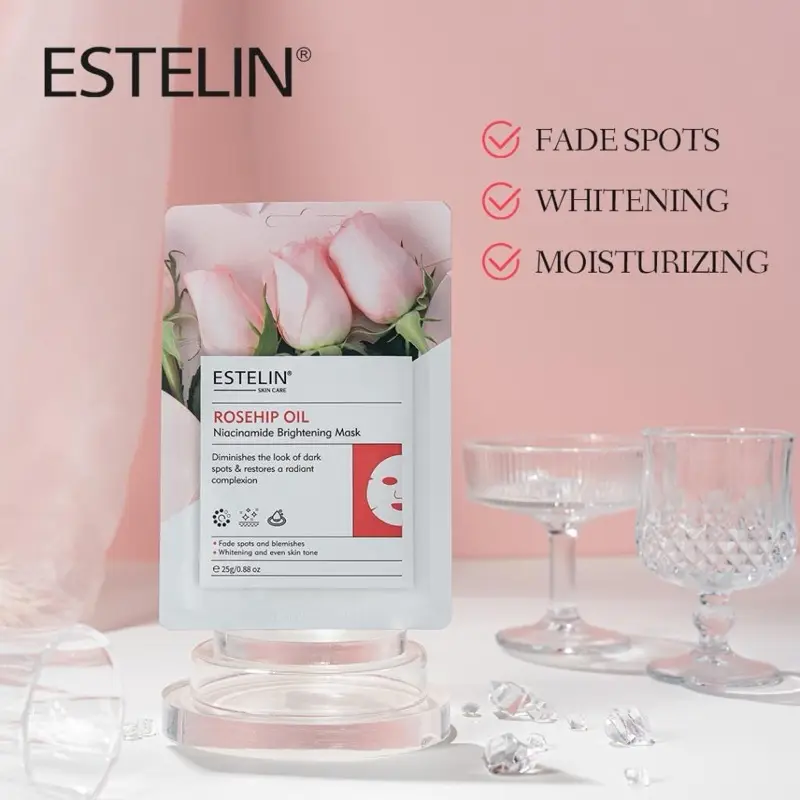 ESTELIN®
FADE SPOTS
WHITENING
MOISTURIZING
ESTELIN®
SKIN CARE
ROSEHIP OIL
Niacinamide Brightening Mask
Diminishes the look of dark
spots & restores a radiant
complexion
• Fade spots and blemishes
• Whitening and even skin tone
℮ 25g/0.88 oz